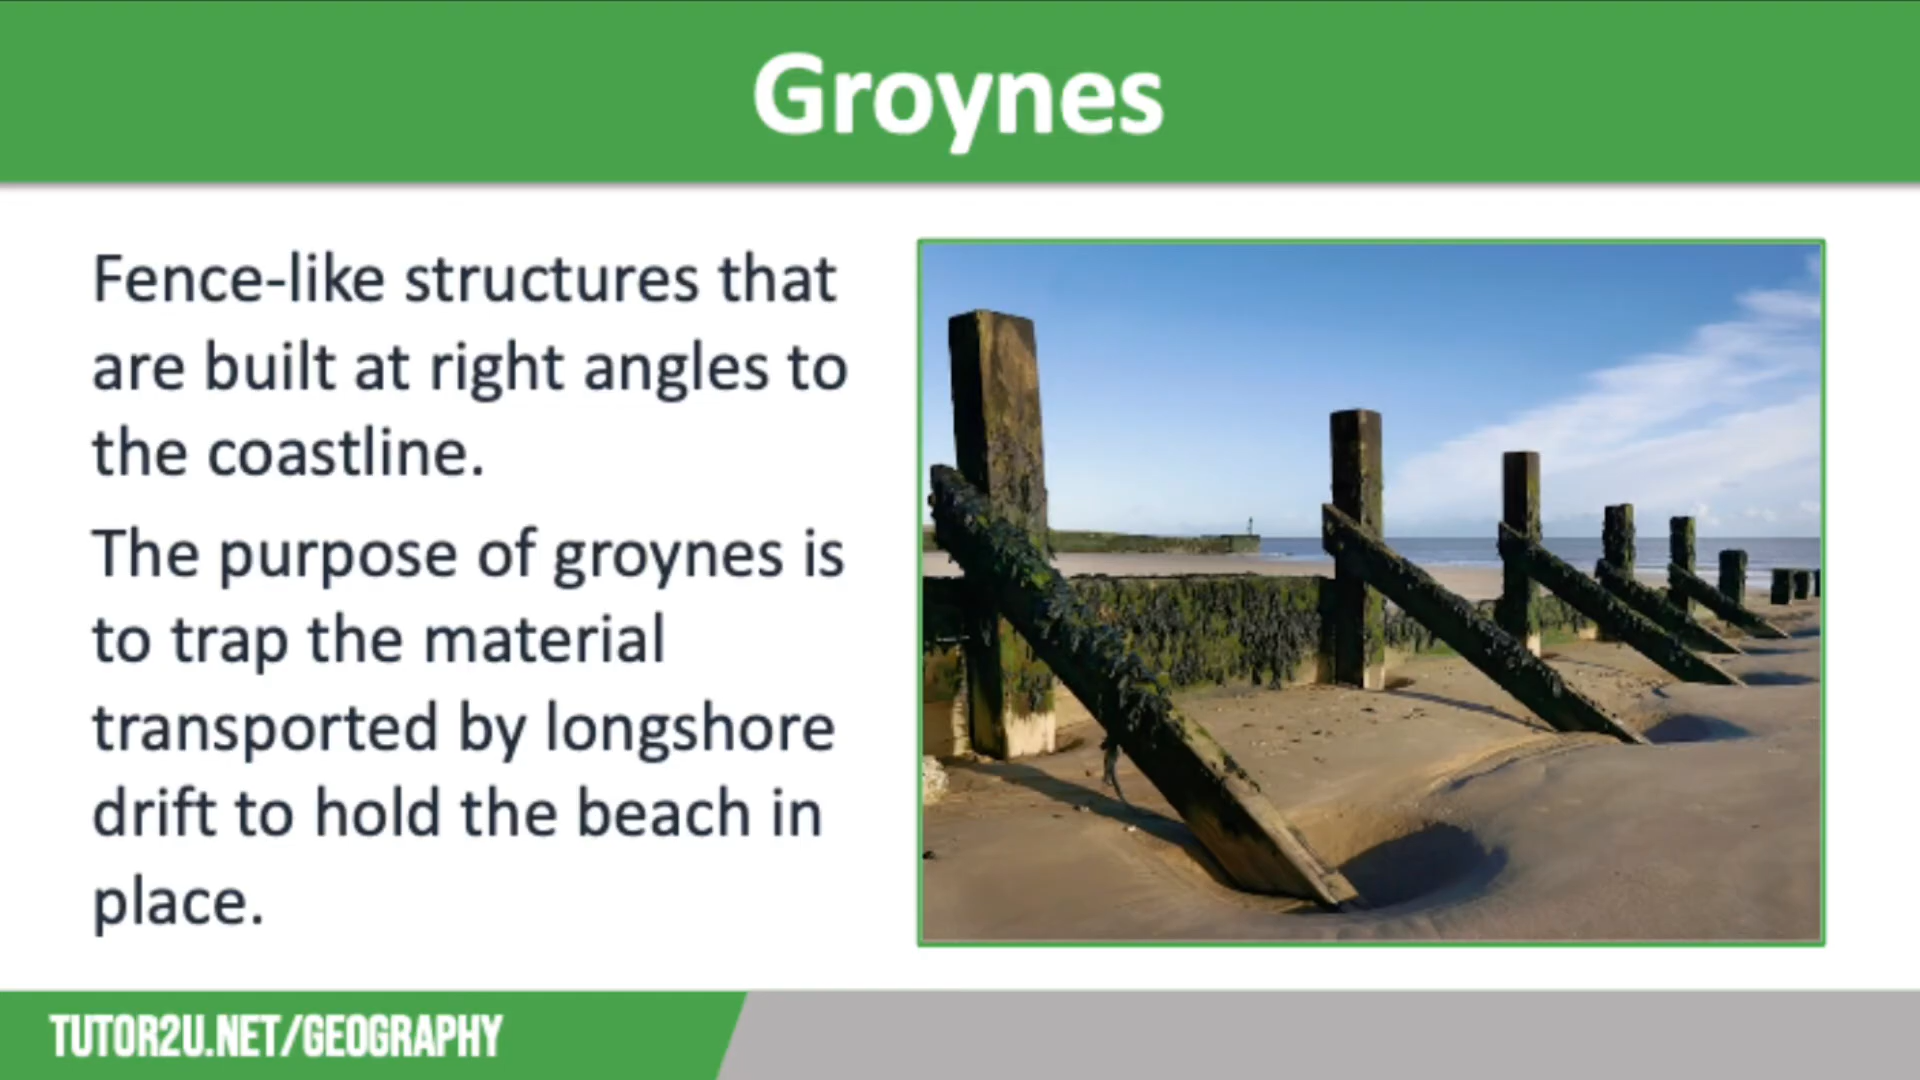 Groynes
Fence-like structures that
are built at right angles to
the coastline.
The purpose of groynes is
to trap the material
transported by longshore
drift to hold the beach in
place.
TUTOR2U.NET/GEOGRAPHY